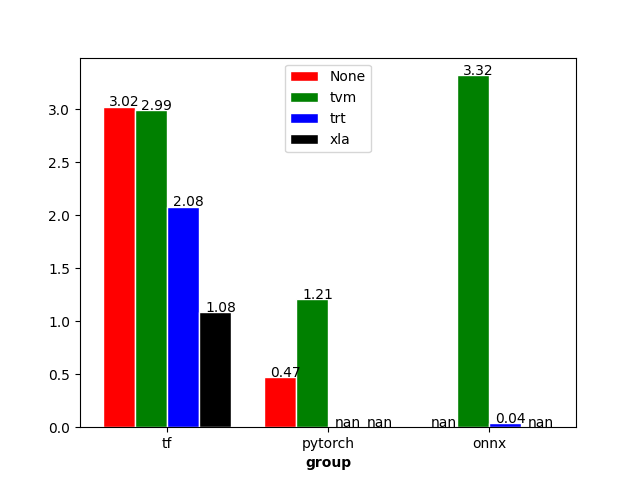 None
tvm
trt
xla
3.02 2.99 2.08 1.08
0.47 1.21 nan nan
nan 3.32 0.04 nan
3.0
2.5
2.0
1.5
1.0
0.5
0.0
tf pytorch onnx
group